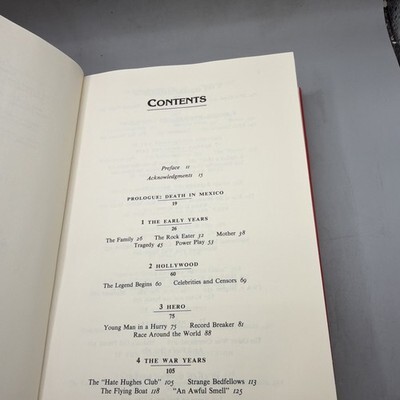 CONTENTS
Preface 11
Acknowledgments 15
PROLOGUE: DEATH IN MEXICO
19
1 THE EARLY YEARS
26
The Family 26 The Rock Eater 32 Mother 38
Tragedy 45 Power Play 53
2 HOLLYWOOD
60
The Legend Begins 60 Celebrities and Censors 69
3 HERO
75
Young Man in a Hurry 75 Record Breaker 81
Race Around the World 88
4 THE WAR YEARS
105
The "Hate Hughes Club" 105 Strange Bedfellows 113
The Flying Boat 118 "An Awful Smell" 125